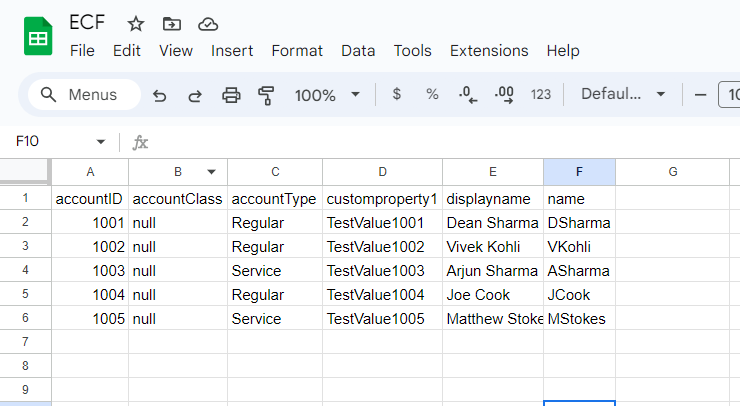 ECF
File Edit View Insert Format Data Tools Extensions Help
Menus 100% $ % .0 .00 123 Defaul... 10
F10 fx
A B C D E F G
1 accountID accountClass accountType customproperty1 displayname name
2 1001 null Regular TestValue1001 Dean Sharma DSharma
3 1002 null Regular TestValue1002 Vivek Kohli VKohli
4 1003 null Service TestValue1003 Arjun Sharma ASharma
5 1004 null Regular TestValue1004 Joe Cook JCook
6 1005 null Service TestValue1005 Matthew Stoke MStokes
7
8
9